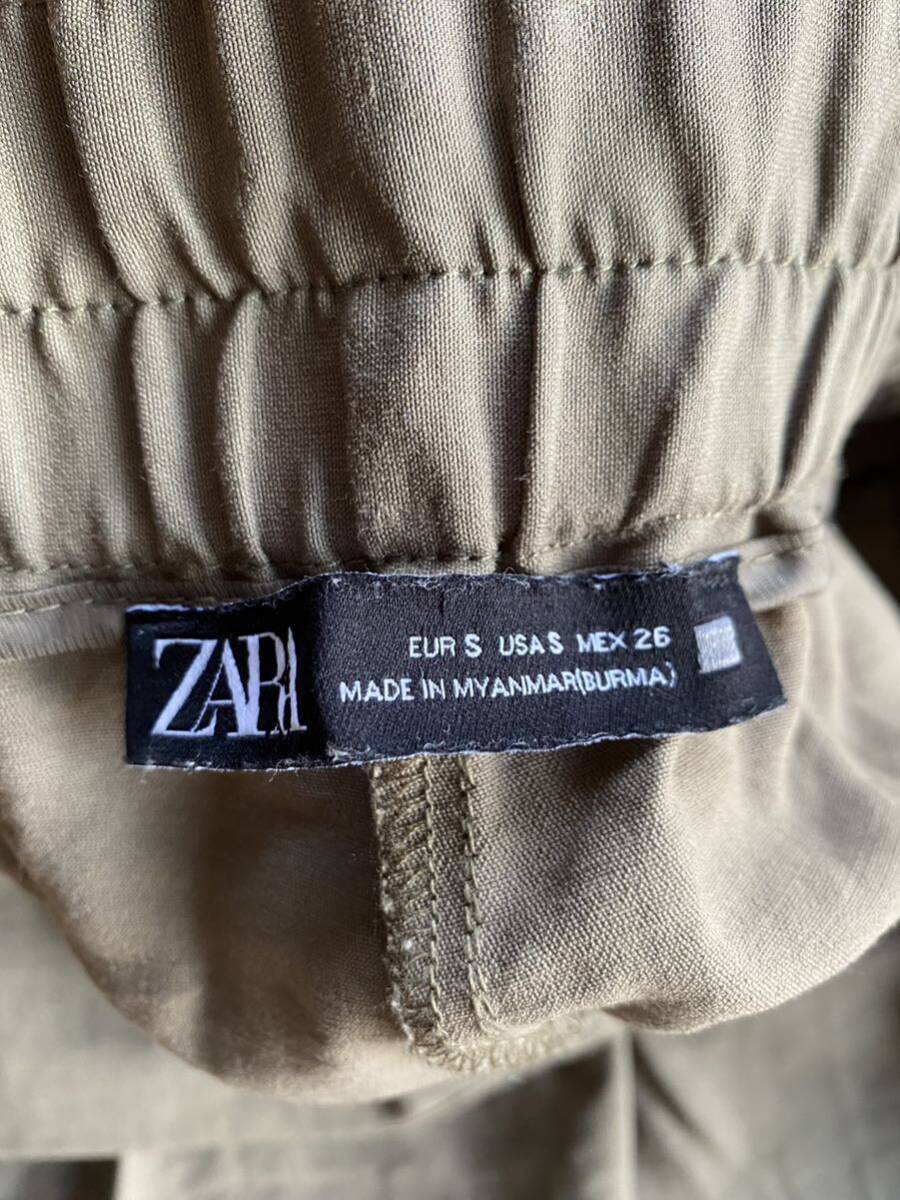 ZARA
EUR S USA S MEX 26
MADE IN MYANMAR(BURMA)